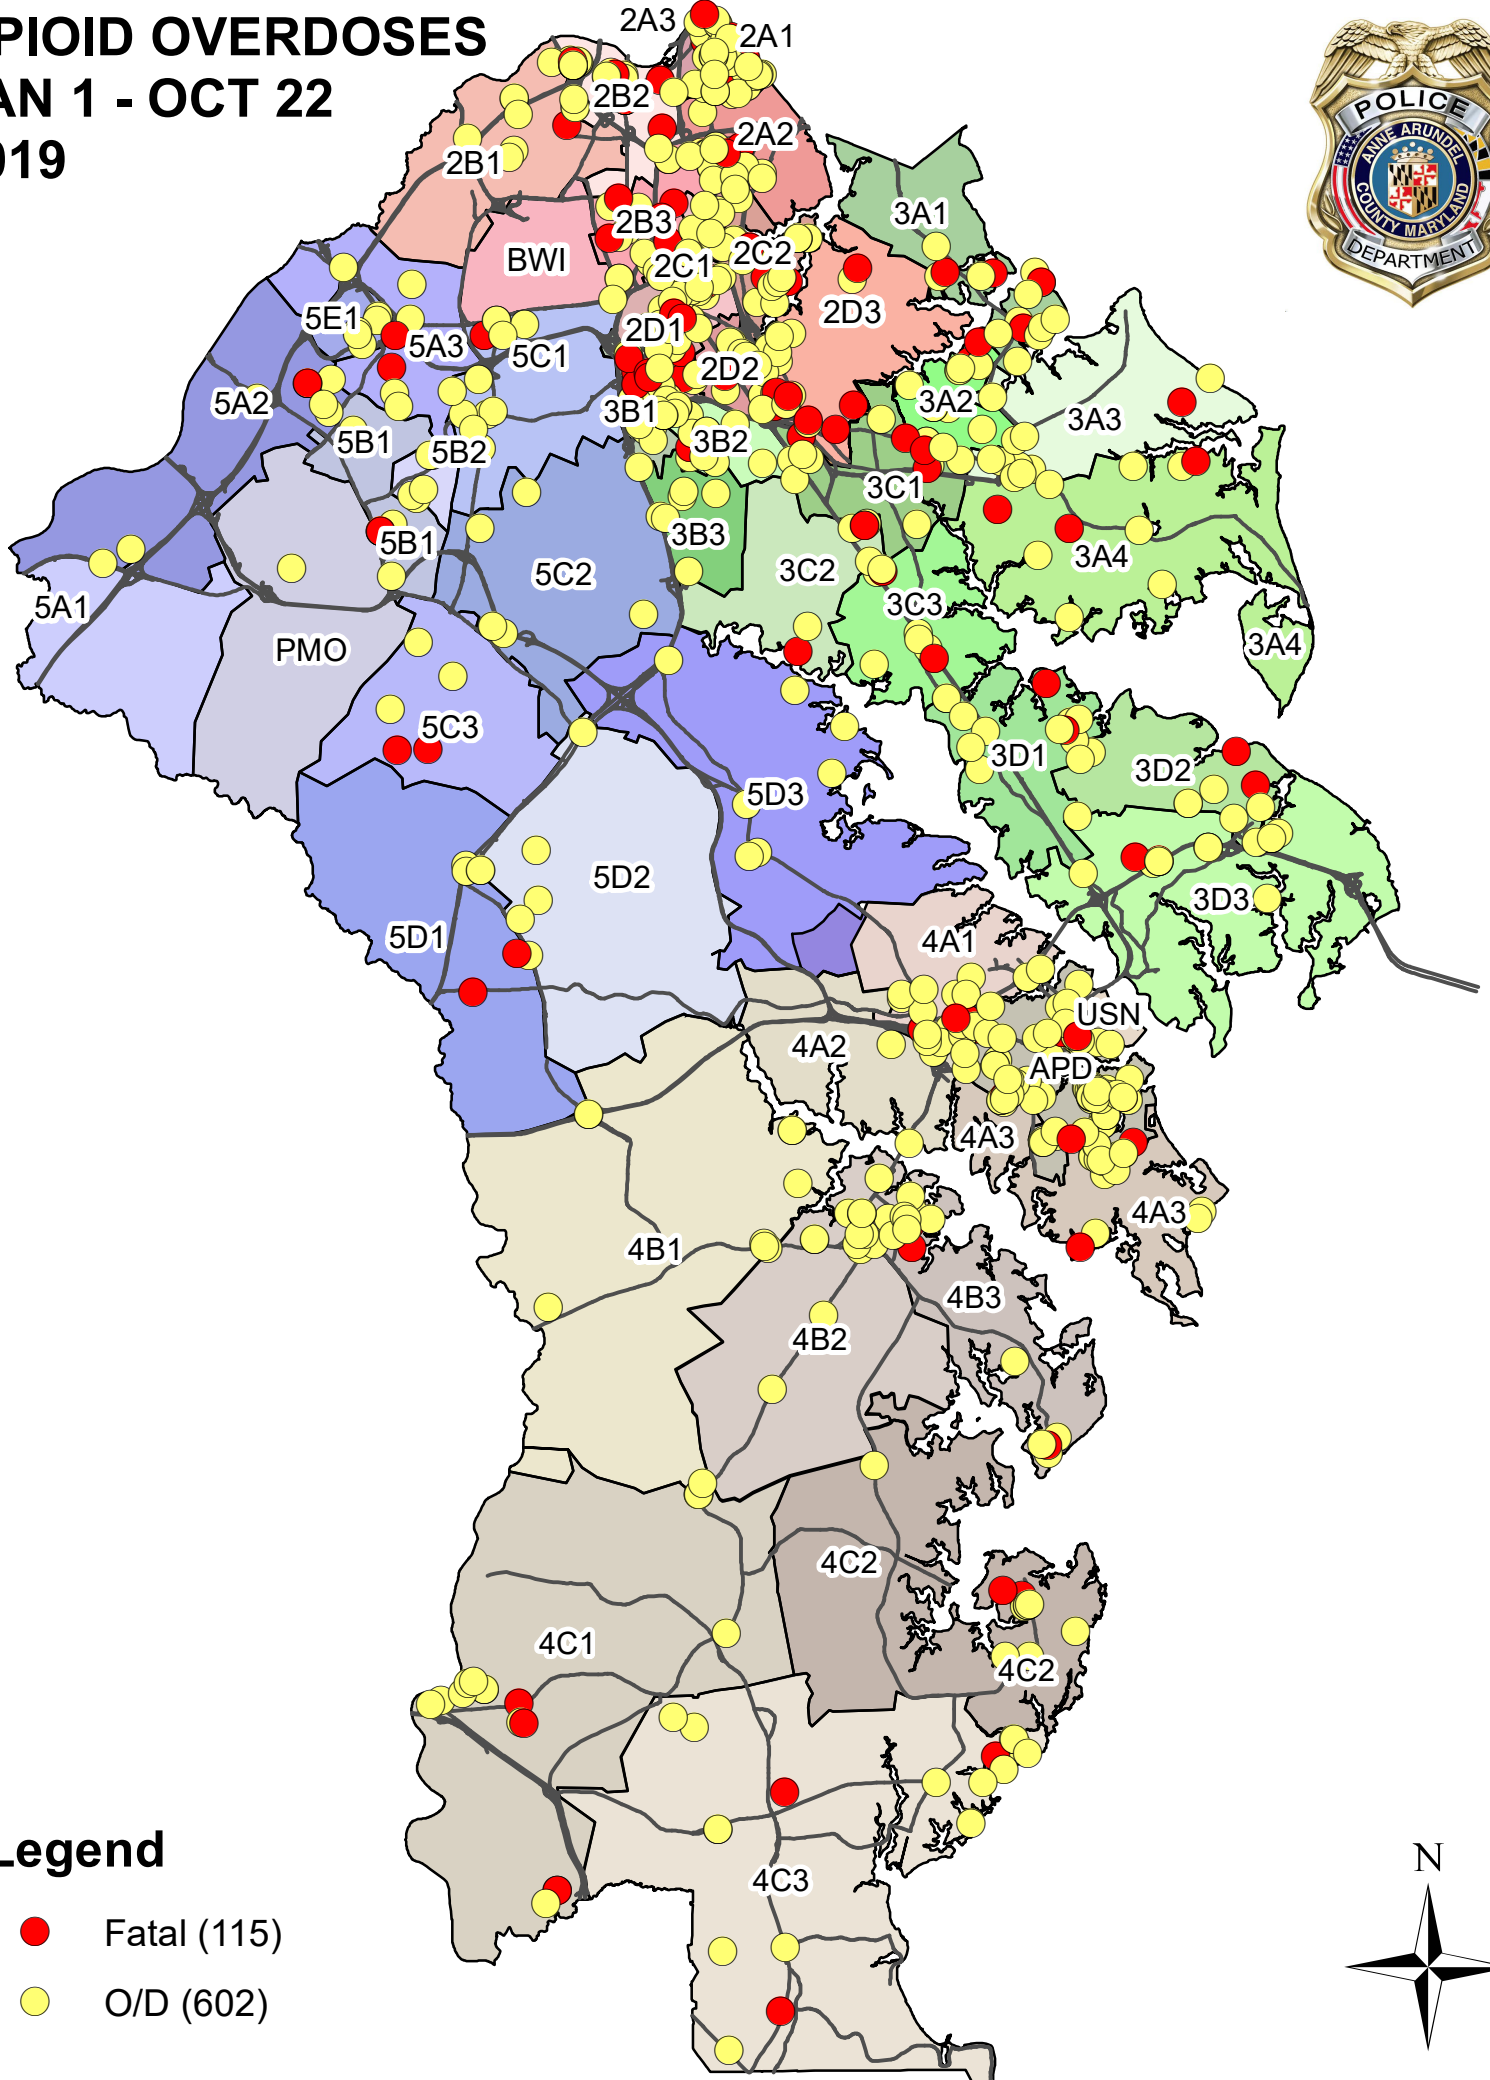 PIOID OVERDOSES
AN 1 - OCT 22
019
POLICE
ANNE ARUNDEL
COUNTY MARYLAND
DEPARTMENT
2A3
2A1
2B2
2A2
2B1
3A1
2B3
BWI
2C1
2C2
2D3
5E1
5A3
2D1
5C1
2D2
5A2
3A2
3B1
3A3
5B1
5B2
3B2
3C1
3B3
5B1
3A4
5C2
3C2
5A1
3C3
PMO
3A4
5C3
3D1
3D2
5D3
5D2
3D3
5D1
4A1
USN
4A2
APD
4A3
4A3
4B1
4B3
4B2
4C2
4C1
4C2
4C3
Legend
Fatal (115)
O/D (602)
N